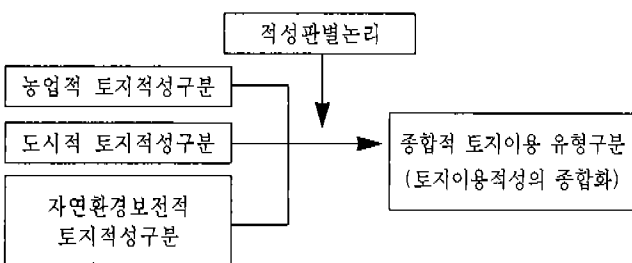 적성판별논리
농업적 토지적성구분
도시적 토지적성구분
자연환경보전적
토지적성구분
종합적 토지이용 유형구분
(토지이용적성의 종합화)